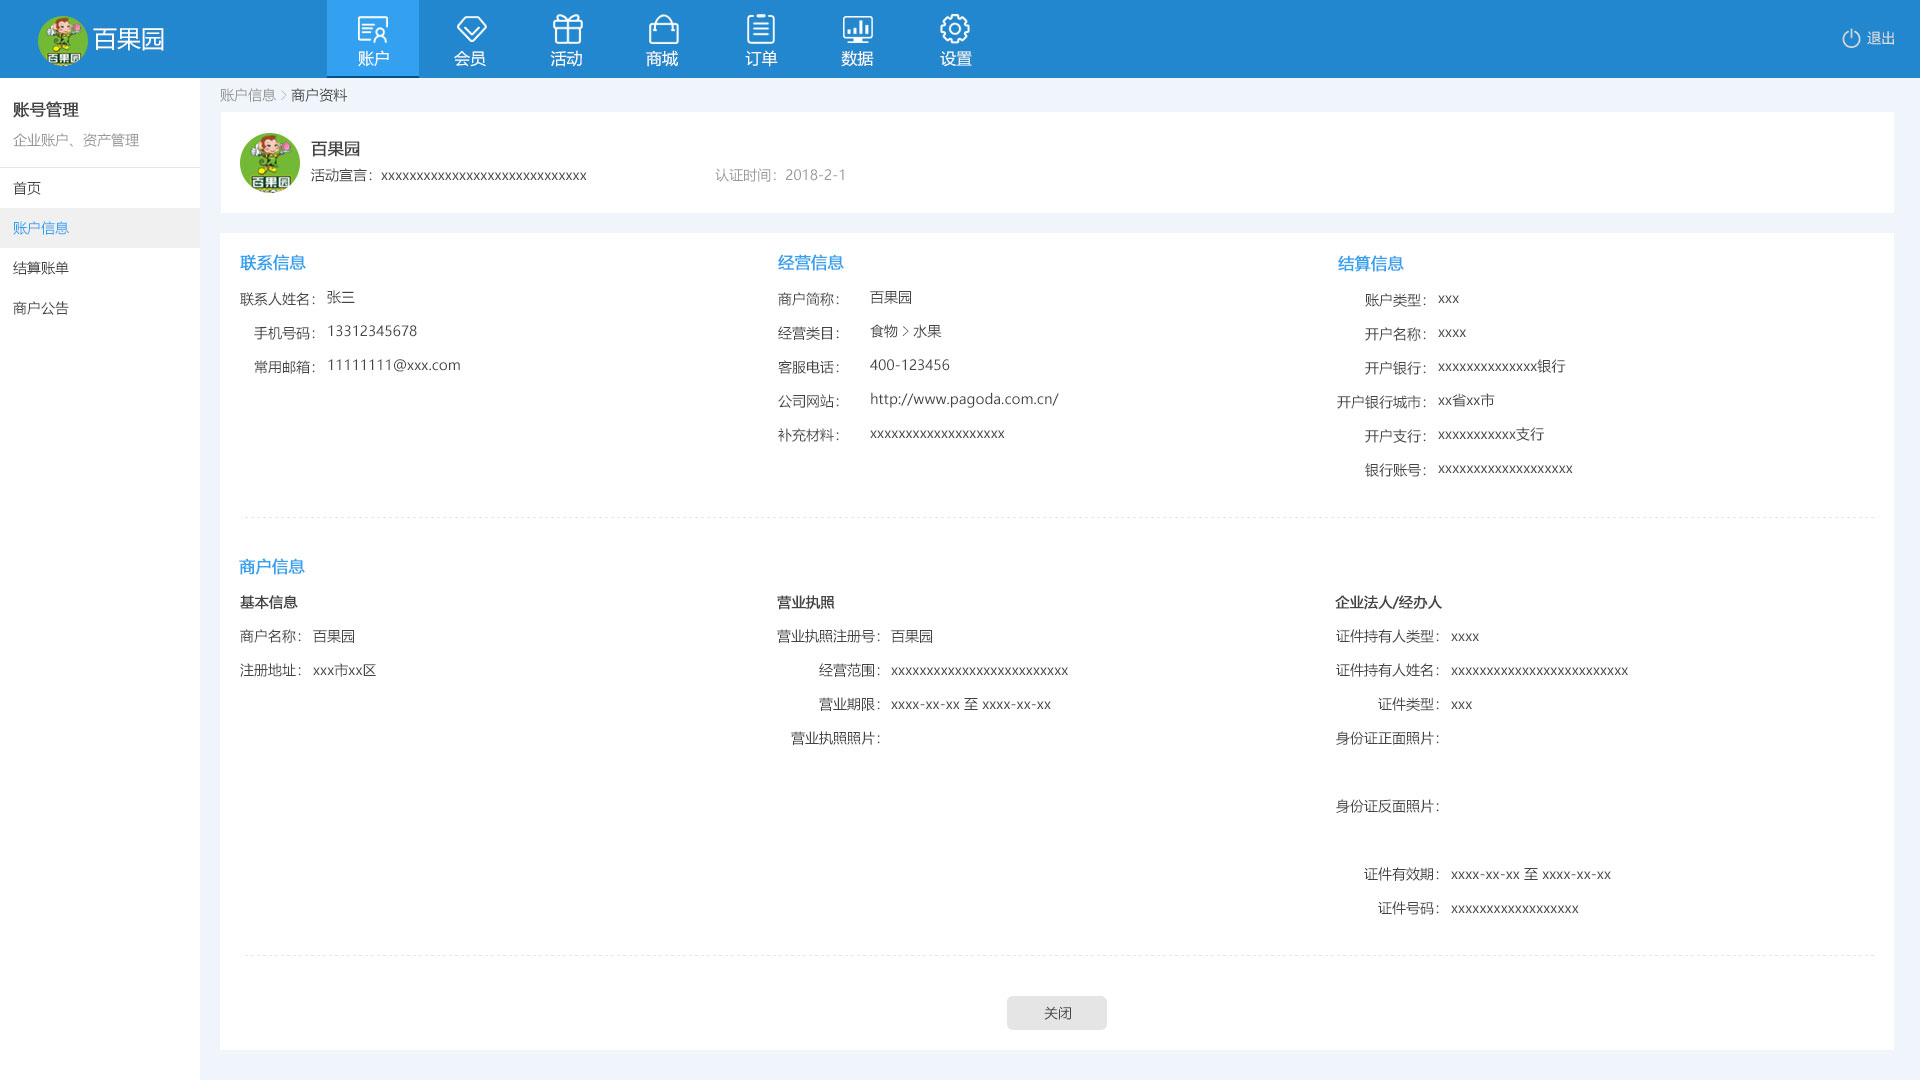 百果园
百果园
账户
会员
活动
商城
订单
数据
设置
退出
账号管理
企业账户、资产管理
首页
账户信息
结算账单
商户公告
账户信息 > 商户资料
百果园
百果园
活动宣言：xxxxxxxxxxxxxxxxxxxxxxxxxxxxx
认证时间：2018-2-1
联系信息
联系人姓名：张三
手机号码：13312345678
常用邮箱：11111111@xxx.com
经营信息
商户简称：百果园
经营类目：食物 > 水果
客服电话：400-123456
公司网站：http://www.pagoda.com.cn/
补充材料：xxxxxxxxxxxxxxxxxxx
结算信息
账户类型：xxx
开户名称：xxxx
开户银行：xxxxxxxxxxxxxx银行
开户银行城市：xx省xx市
开户支行：xxxxxxxxxxx支行
银行账号：xxxxxxxxxxxxxxxxxxx
商户信息
基本信息
商户名称：百果园
注册地址：xxx市xx区
营业执照
营业执照注册号：百果园
经营范围：xxxxxxxxxxxxxxxxxxxxxxxxx
营业期限：xxxx-xx-xx 至 xxxx-xx-xx
营业执照照片：
企业法人/经办人
证件持有人类型：xxxx
证件持有人姓名：xxxxxxxxxxxxxxxxxxxxxxxxx
证件类型：xxx
身份证正面照片：
身份证反面照片：
证件有效期：xxxx-xx-xx 至 xxxx-xx-xx
证件号码：xxxxxxxxxxxxxxxxxx
关闭